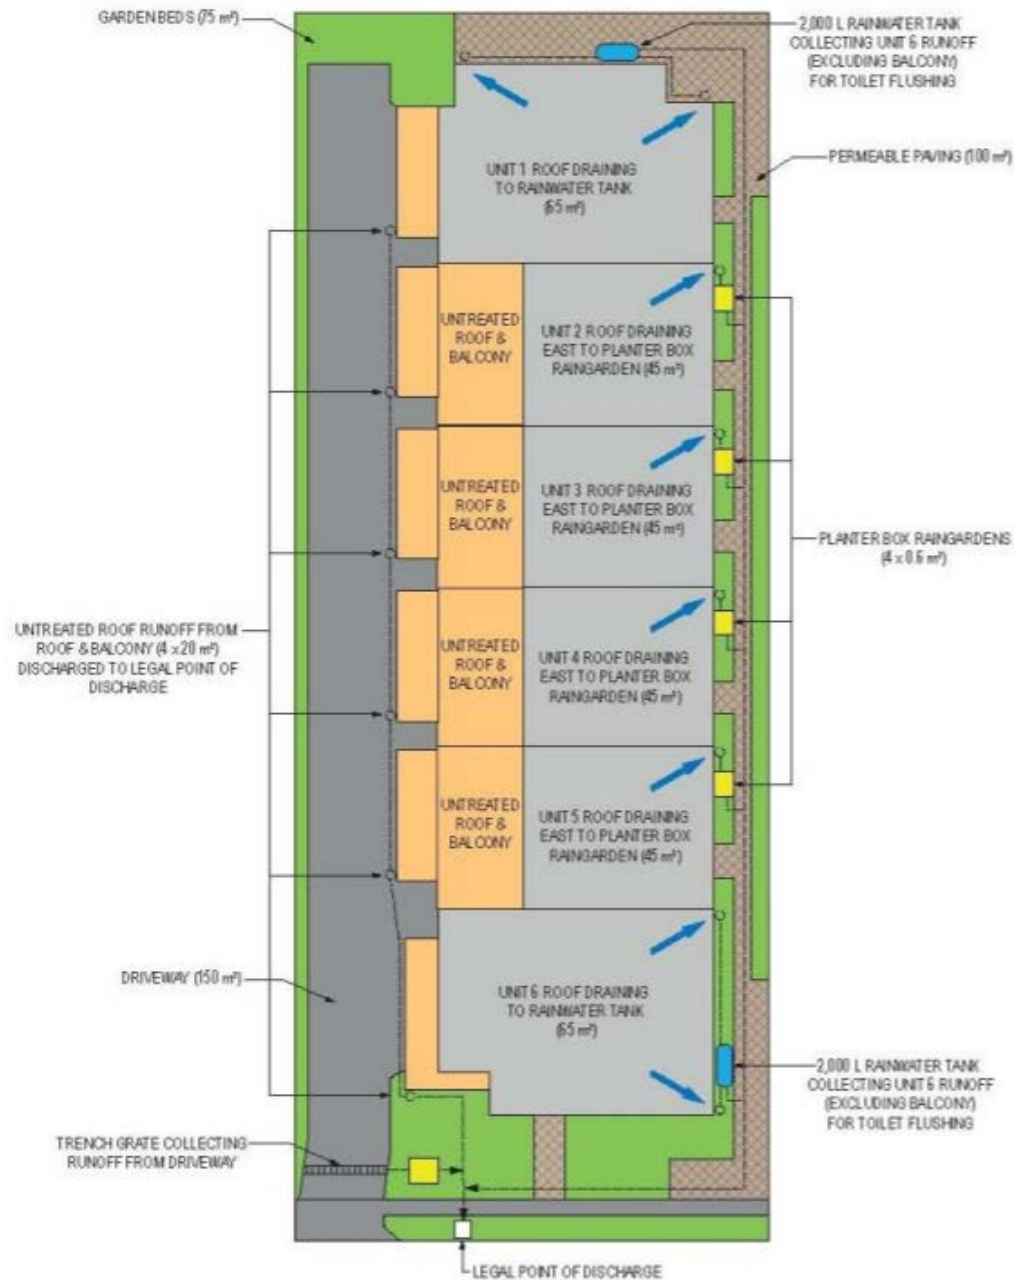 GARDEN BEDS (75 m²)
2,000 L RAINWATER TANK
COLLECTING UNIT 6 RUNOFF
(EXCLUDING BALCONY)
FOR TOILET FLUSHING
PERMEABLE PAVING (100 m²)
UNIT 1 ROOF DRAINING
TO RAINWATER TANK
(65 m²)
UNTREATED
ROOF &
BALCONY
UNIT 2 ROOF DRAINING
EAST TO PLANTER BOX
RAINGARDEN (45 m²)
UNTREATED
ROOF &
BALCONY
UNIT 3 ROOF DRAINING
EAST TO PLANTER BOX
RAINGARDEN (45 m²)
PLANTER BOX RAINGARDENS
(4 x 0.6 m²)
UNTREATED ROOF RUNOFF FROM
ROOF & BALCONY (4 x 20 m²)
DISCHARGED TO LEGAL POINT OF
DISCHARGE
UNTREATED
ROOF &
BALCONY
UNIT 4 ROOF DRAINING
EAST TO PLANTER BOX
RAINGARDEN (45 m²)
UNTREATED
ROOF &
BALCONY
UNIT 5 ROOF DRAINING
EAST TO PLANTER BOX
RAINGARDEN (45 m²)
DRIVEWAY (150 m²)
UNIT 6 ROOF DRAINING
TO RAINWATER TANK
(65 m²)
2,000 L RAINWATER TANK
COLLECTING UNIT 6 RUNOFF
(EXCLUDING BALCONY)
FOR TOILET FLUSHING
TRENCH GRATE COLLECTING
RUNOFF FROM DRIVEWAY
LEGAL POINT OF DISCHARGE